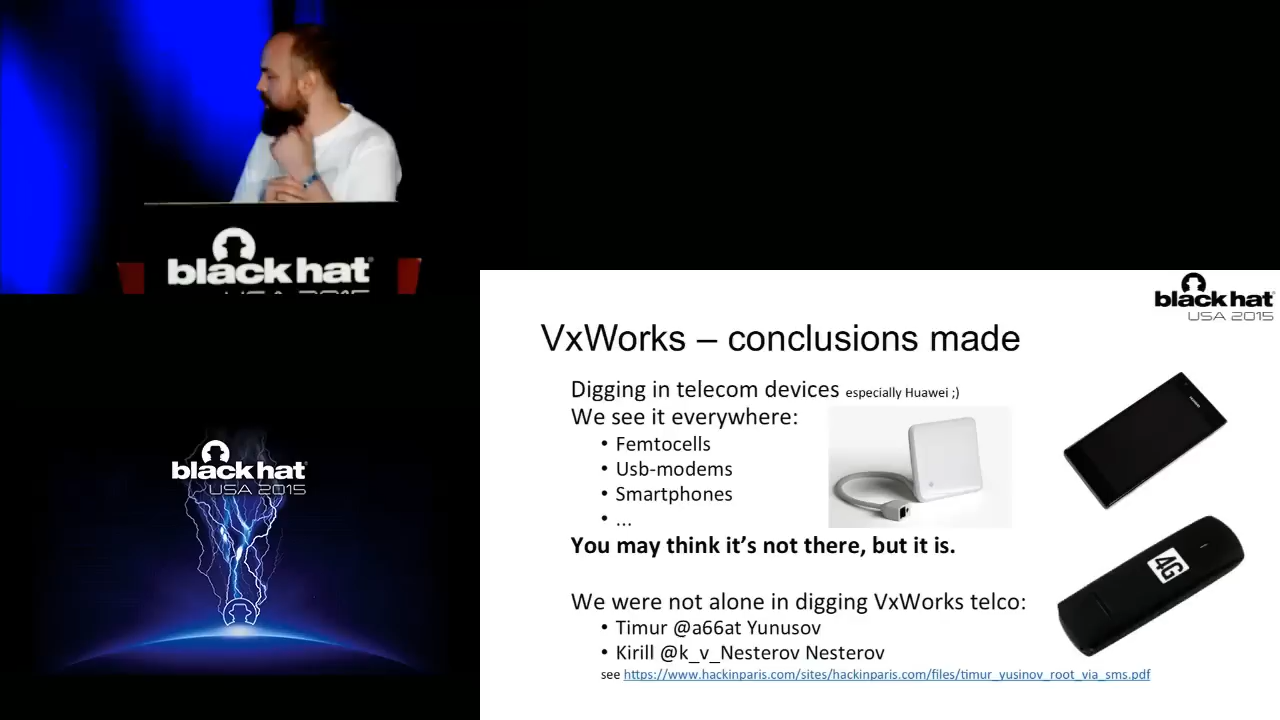 black hat
USA 2015
black hat
USA 2015
black hat
USA 2015
VxWorks – conclusions made
Digging in telecom devices especially Huawei ;)
We see it everywhere:
• Femtocells
• Usb-modems
• Smartphones
• ...
You may think it's not there, but it is.
4G
We were not alone in digging VxWorks telco:
• Timur @a66at Yunusov
• Kirill @k_v_Nesterov Nesterov
see https://www.hackinparis.com/sites/hackinparis.com/files/timur_yusinov_root_via_sms.pdf